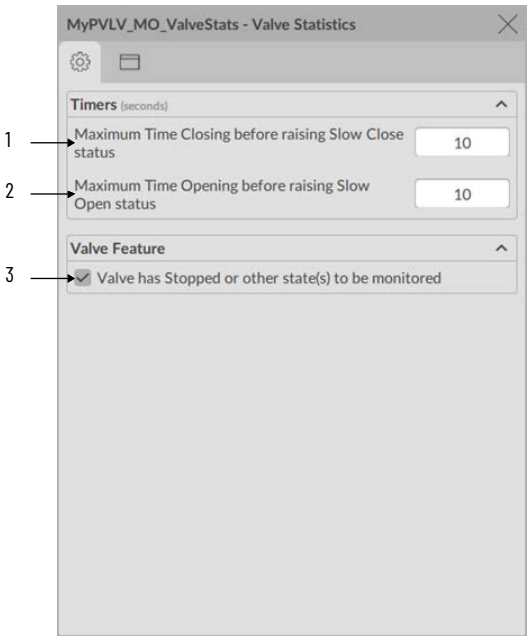 MyPVLV_MO_ValveStats - Valve Statistics
Timers (seconds)
1
Maximum Time Closing before raising Slow Close
status
10
2
Maximum Time Opening before raising Slow
Open status
10
Valve Feature
3
Valve has Stopped or other state(s) to be monitored